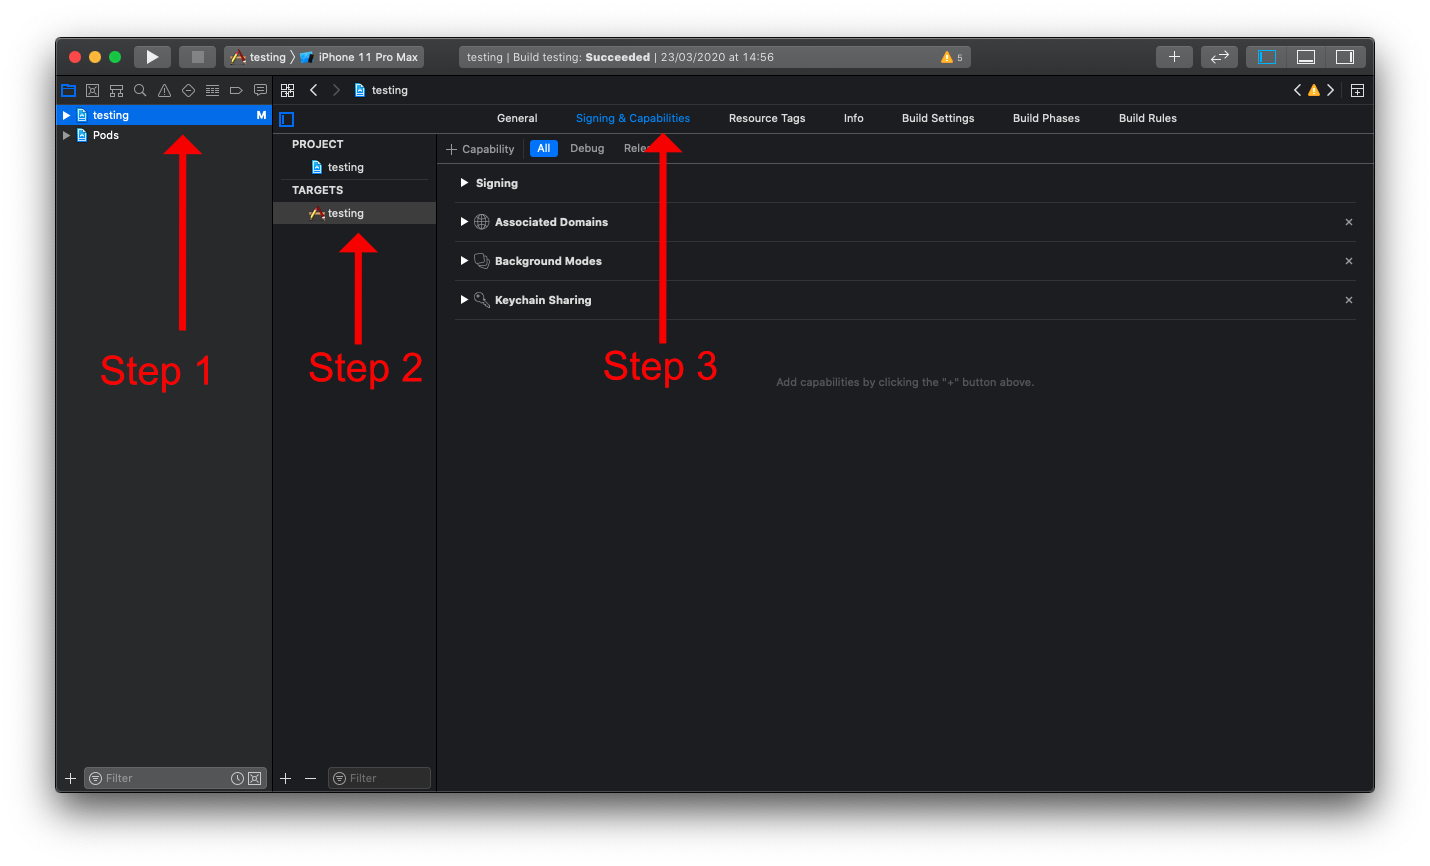 testing 〉 iPhone 11 Pro Max
testing | Build testing: Succeeded | 23/03/2020 at 14:56
5
testing
testing M
Pods
General Signing & Capabilities Resource Tags Info Build Settings Build Phases Build Rules
PROJECT
testing
TARGETS
testing
+ Capability All Debug Rele
Signing
Associated Domains
Background Modes
Keychain Sharing
Step 1
Step 2
Step 3
Add capabilities by clicking the "+" button above.
Filter
Filter